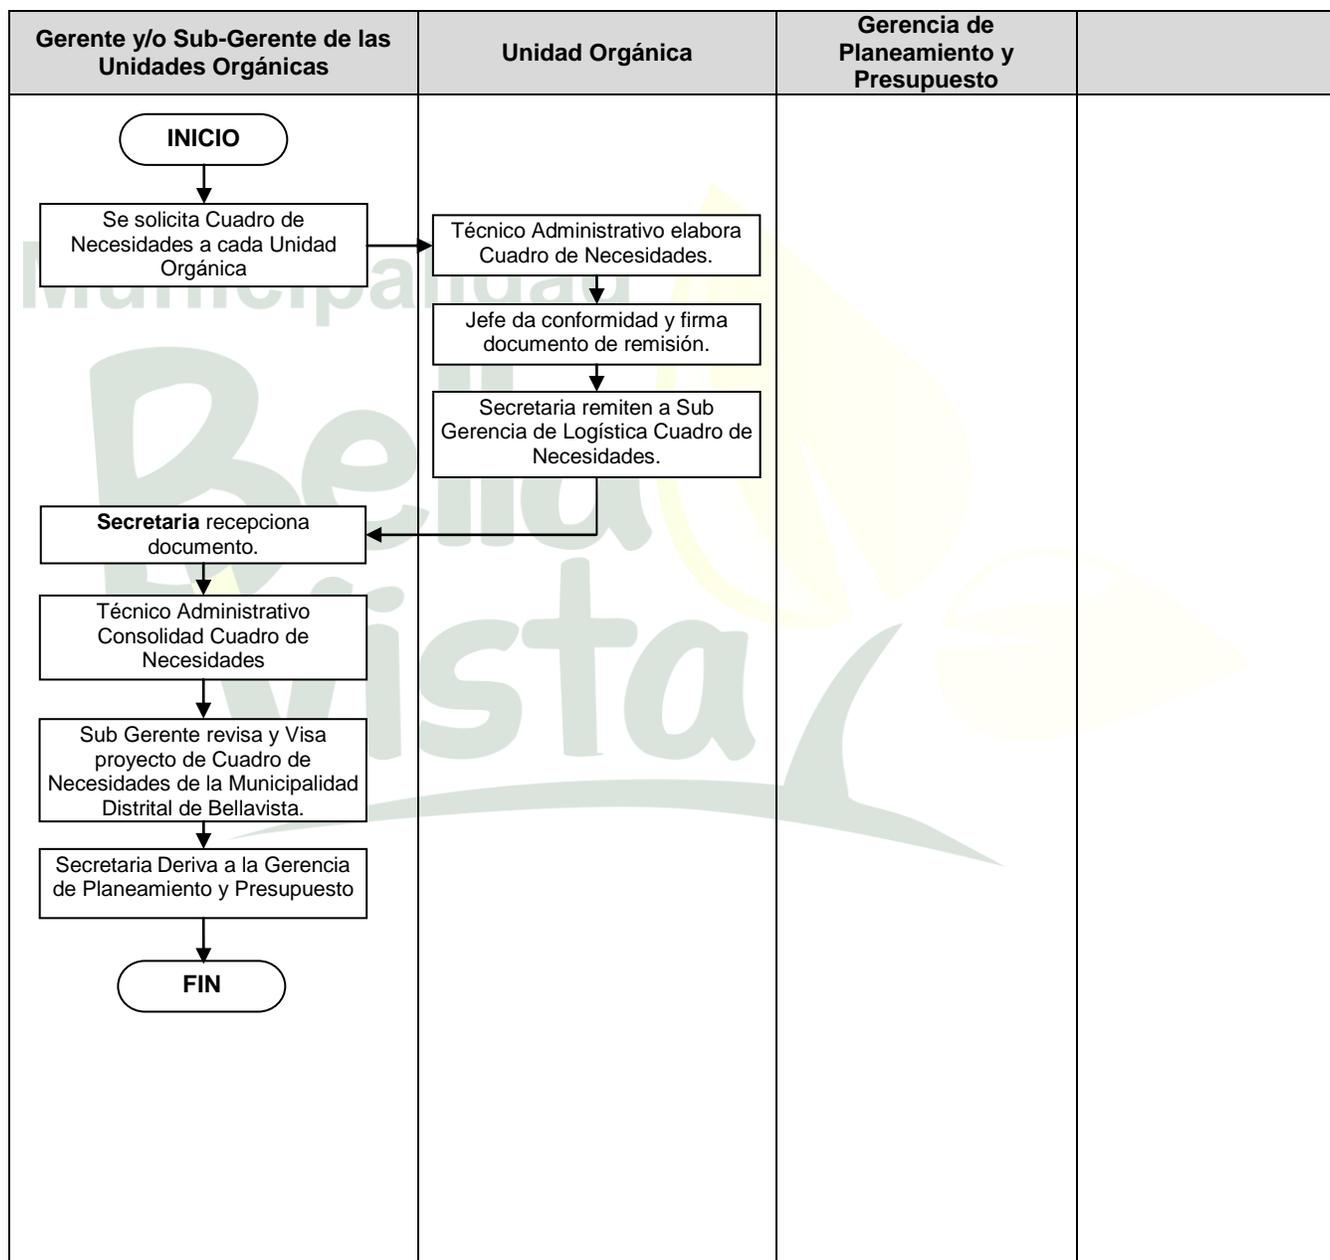 Gerente y/o Sub-Gerente de las
Unidades Orgánicas
Unidad Orgánica
Gerencia de
Planeamiento y
Presupuesto
INICIO
Se solicita Cuadro de
Necesidades a cada Unidad
Orgánica
Técnico Administrativo elabora
Cuadro de Necesidades.
Jefe da conformidad y firma
documento de remisión.
Secretaria remiten a Sub
Gerencia de Logística Cuadro de
Necesidades.
Secretaria recepciona
documento.
Técnico Administrativo
Consolidad Cuadro de
Necesidades
Sub Gerente revisa y Visa
proyecto de Cuadro de
Necesidades de la Municipalidad
Distrital de Bellavista.
Secretaria Deriva a la Gerencia
de Planeamiento y Presupuesto
FIN
Municipalidad
Bella
Vista